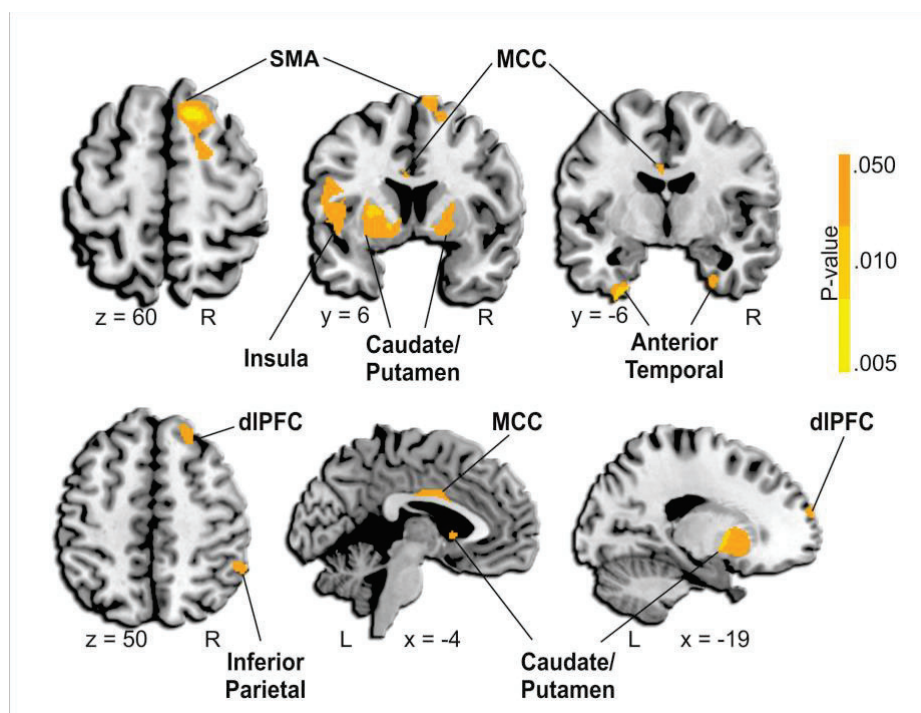 SMA
MCC
z = 60 R
y = 6 R
y = -6 R
Insula
Caudate/
Putamen
Anterior
Temporal
P-value
.050
.010
.005
dlPFC
MCC
dlPFC
z = 50 R
L x = -4
L x = -19
Inferior
Parietal
Caudate/
Putamen